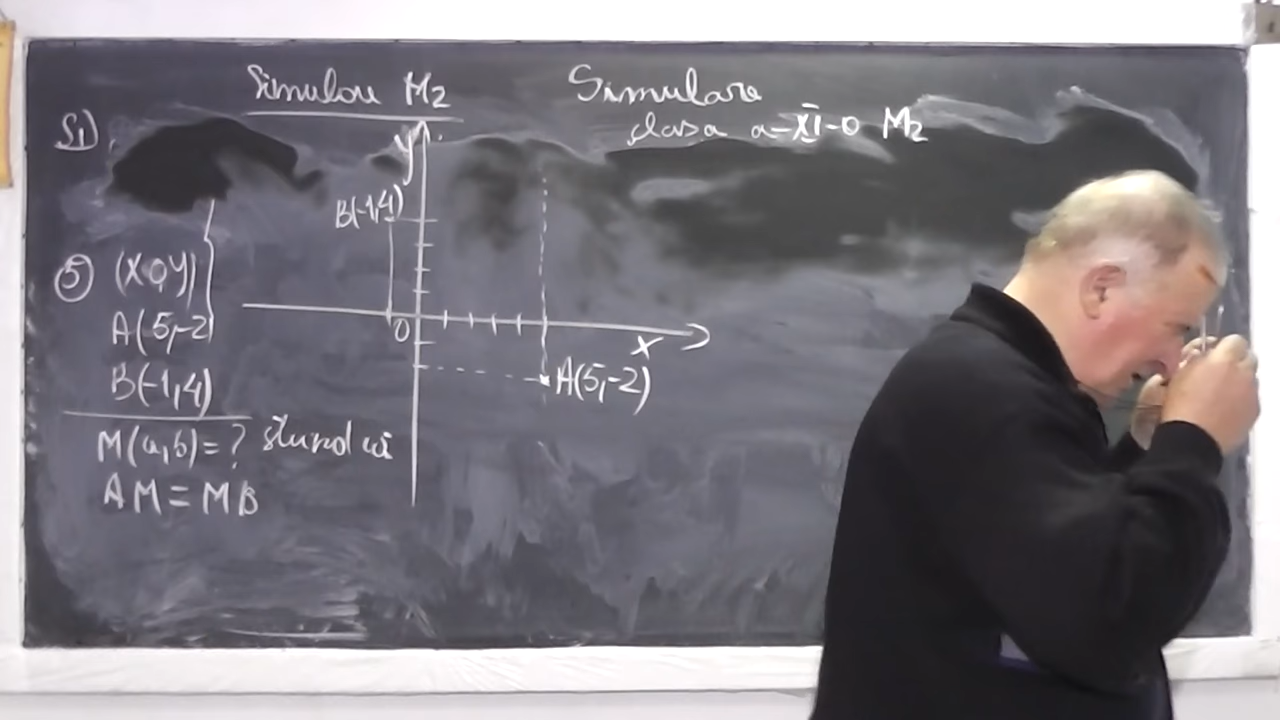 Simulare M2
Simulare
clasa a-XI-a M2
S1)
y
B(-1,4)
5 (XOY)
A(5,-2)
B(-1,4)
O
x
A(5,-2)
M(a,b)=? știind că
AM=MB